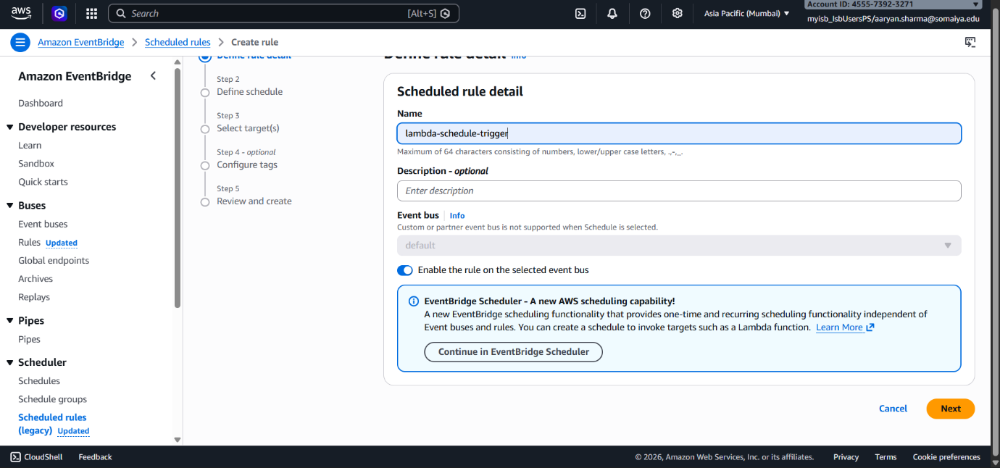 aws
Search
[Alt+S]
Asia Pacific (Mumbai)
Account ID: 4555-7392-3271
myisb_IsbUsersPS/aaryan.sharma@somaiya.edu
Amazon EventBridge
Scheduled rules
Create rule
Amazon EventBridge
Dashboard
Developer resources
Learn
Sandbox
Quick starts
Buses
Event buses
Rules Updated
Global endpoints
Archives
Replays
Pipes
Pipes
Scheduler
Schedules
Schedule groups
Scheduled rules
(legacy) Updated
Define rule detail
Step 2
Define schedule
Step 3
Select target(s)
Step 4 - optional
Configure tags
Step 5
Review and create
Define rule detail Info
Scheduled rule detail
Name
lambda-schedule-trigger
Maximum of 64 characters consisting of numbers, lower/upper case letters, .,-,_.
Description - optional
Enter description
Event bus Info
Custom or partner event bus is not supported when Schedule is selected.
default
Enable the rule on the selected event bus
EventBridge Scheduler - A new AWS scheduling capability!
A new EventBridge scheduling functionality that provides one-time and recurring scheduling functionality independent of
Event buses and rules. You can create a schedule to invoke targets such as a Lambda function. Learn More
Continue in EventBridge Scheduler
Cancel
Next
CloudShell
Feedback
© 2026, Amazon Web Services, Inc. or its affiliates.
Privacy
Terms
Cookie preferences